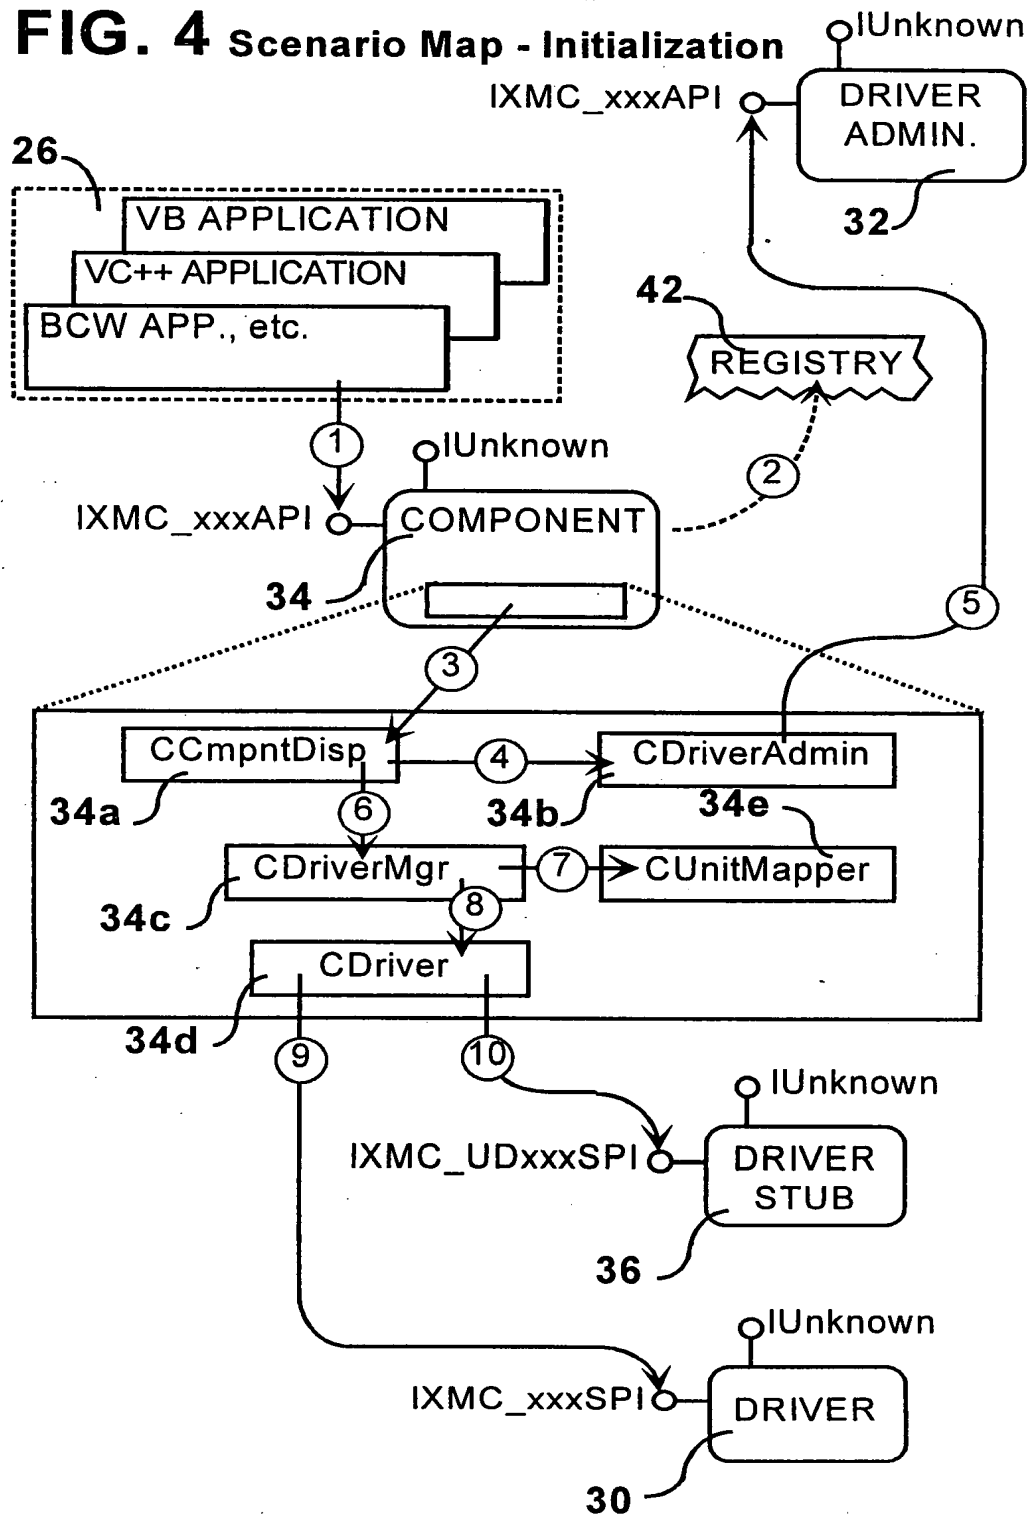 FIG. 4 Scenario Map - Initialization
IUnknown
IXMC_xxxAPI
DRIVER
ADMIN.
32
26
VB APPLICATION
VC++ APPLICATION
BCW APP., etc.
42
REGISTRY
1
IUnknown
2
IXMC_xxxAPI
COMPONENT
34
5
3
CCmpntDisp
4
CDriverAdmin
34a
6
34b
34e
CDriverMgr
7
CUnitMapper
34c
8
CDriver
34d
9
10
IUnknown
IXMC_UDxxxSPI
DRIVER
STUB
36
IUnknown
IXMC_xxxSPI
DRIVER
30